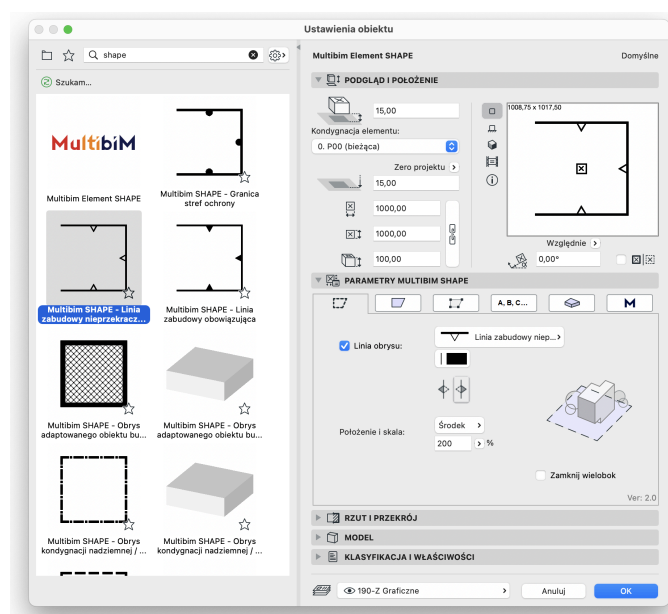 Ustawienia obiektu
shape
Szukam...
MultibiM
Multibim Element SHAPE
Multibim SHAPE - Granica
stref ochrony
Multibim SHAPE - Linia
zabudowy nieprzekracz...
Multibim SHAPE - Linia
zabudowy obowiązująca
Multibim SHAPE - Obrys
adaptowanego obiektu bu...
Multibim SHAPE - Obrys
adaptowanego obiektu bu...
Multibim SHAPE - Obrys
kondygnacji nadziemnej / ...
Multibim SHAPE - Obrys
kondygnacji nadziemnej / ...
Multibim Element SHAPE
Domyślne
PODGLĄD I POŁOŻENIE
15,00
Kondygnacja elementu:
0. P00 (bieżąca)
Zero projektu
15,00
1000,00
1000,00
100,00
1008,75 x 1017,50
Względnie
0,00°
PARAMETRY MULTIBIM SHAPE
A, B, C...
M
Linia obrysu:
Linia zabudowy niep...
Położenie i skala:
Środek
200
%
Zamknij wielobok
Ver: 2.0
RZUT I PRZEKRÓJ
MODEL
KLASYFIKACJA I WŁAŚCIWOŚCI
190-Z Graficzne
Anuluj
OK